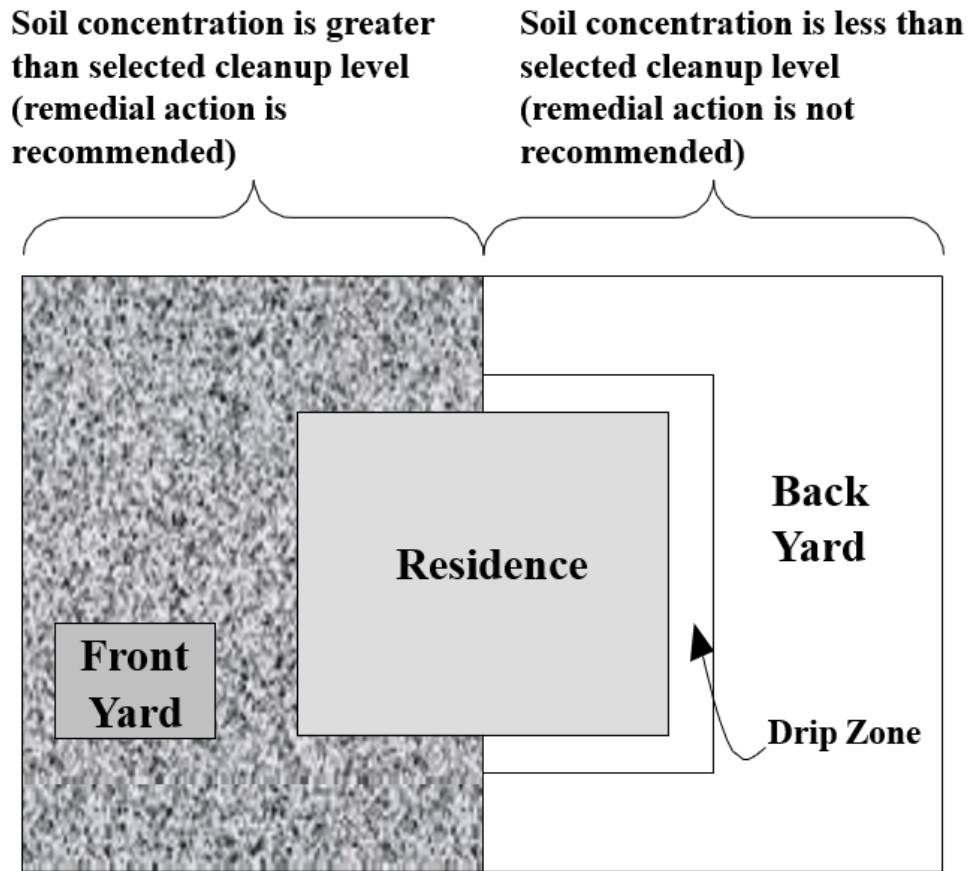 Soil concentration is greater
than selected cleanup level
(remedial action is
recommended)
Soil concentration is less than
selected cleanup level
(remedial action is not
recommended)
Back
Yard
Residence
Front
Yard
Drip Zone